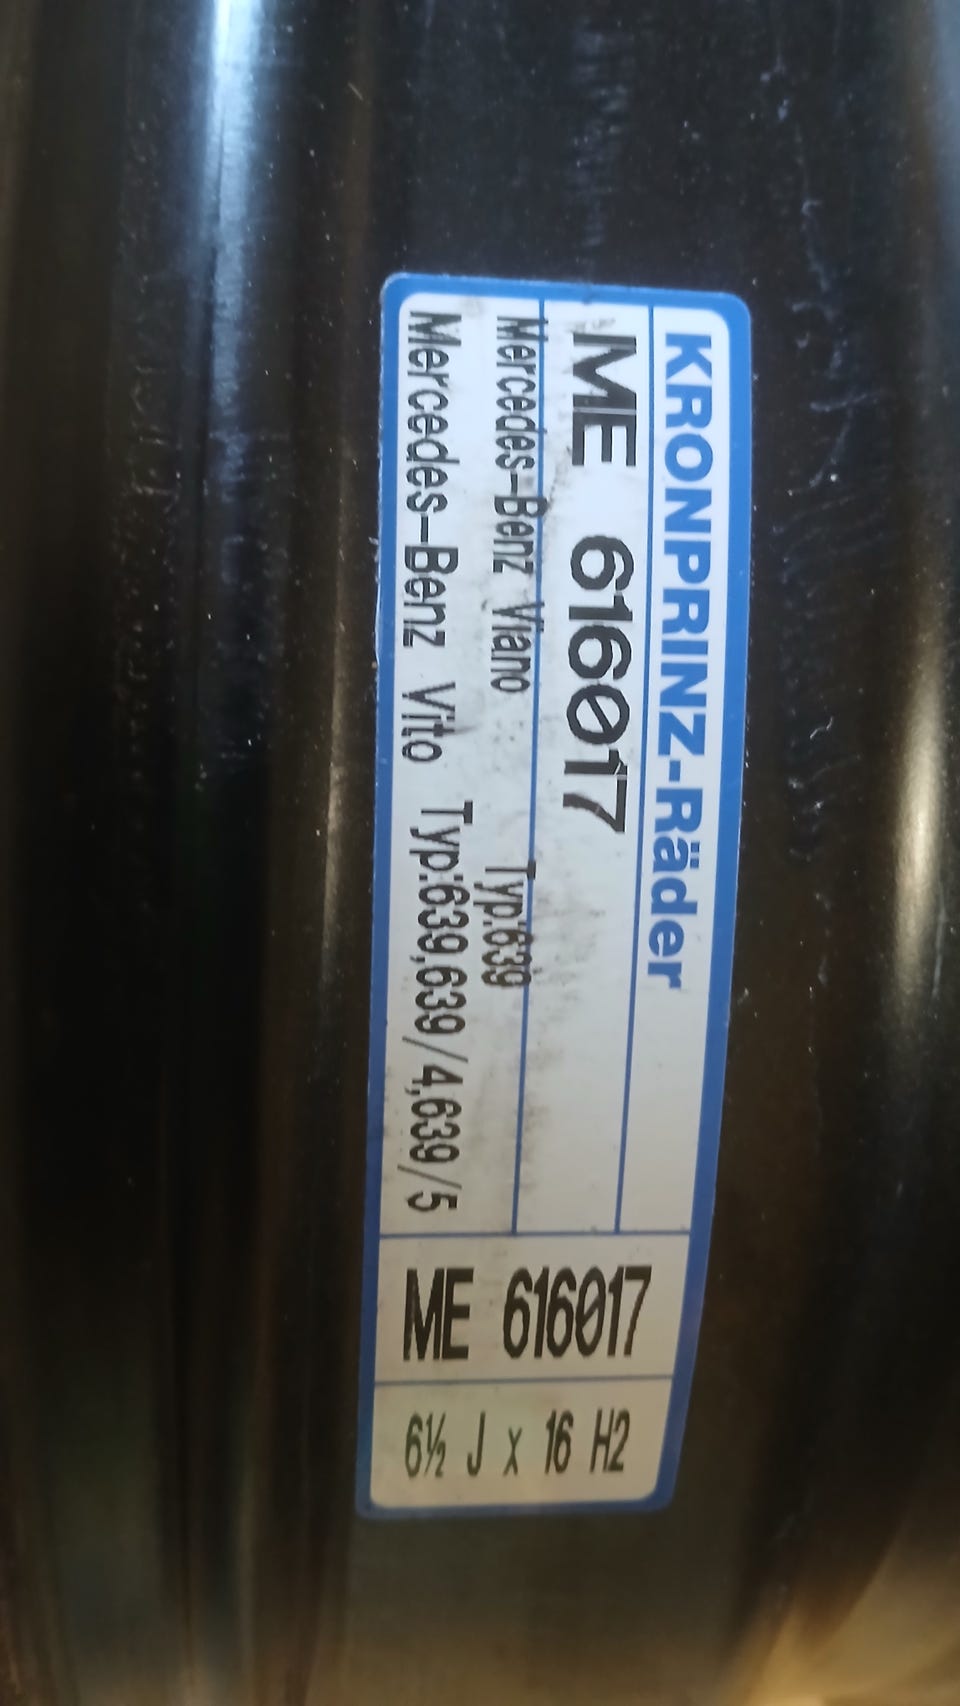 KRONPRINZ-Räder
ME 616017
Mercedes-Benz Viano Typ:639
Mercedes-Benz Vito Typ:639,639/4,639/5
ME 616017
6½ J x 16 H2